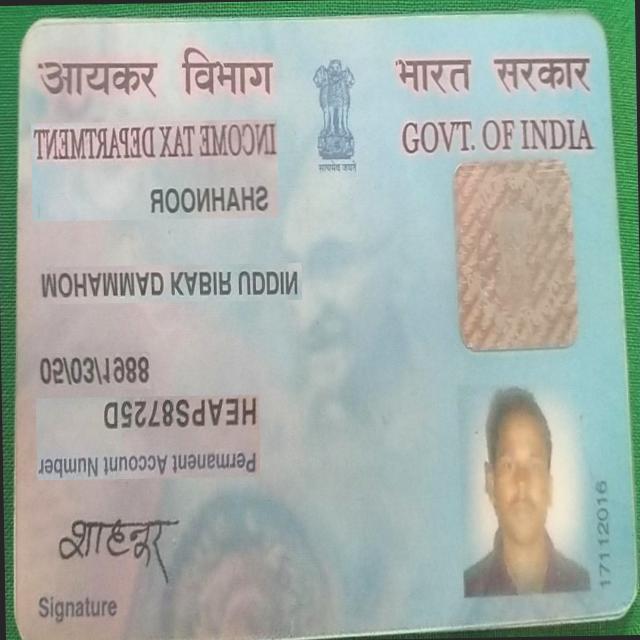 आयकर विभाग
INCOME TAX DEPARTMENT
SHAHNOOR
MOHAMMAD KABIR UDDIN
05/03/1988
HEAPS8725D
Permanent Account Number
शाहनूर
Signature
सत्यमेव जयते
भारत सरकार
GOVT. OF INDIA
17112016